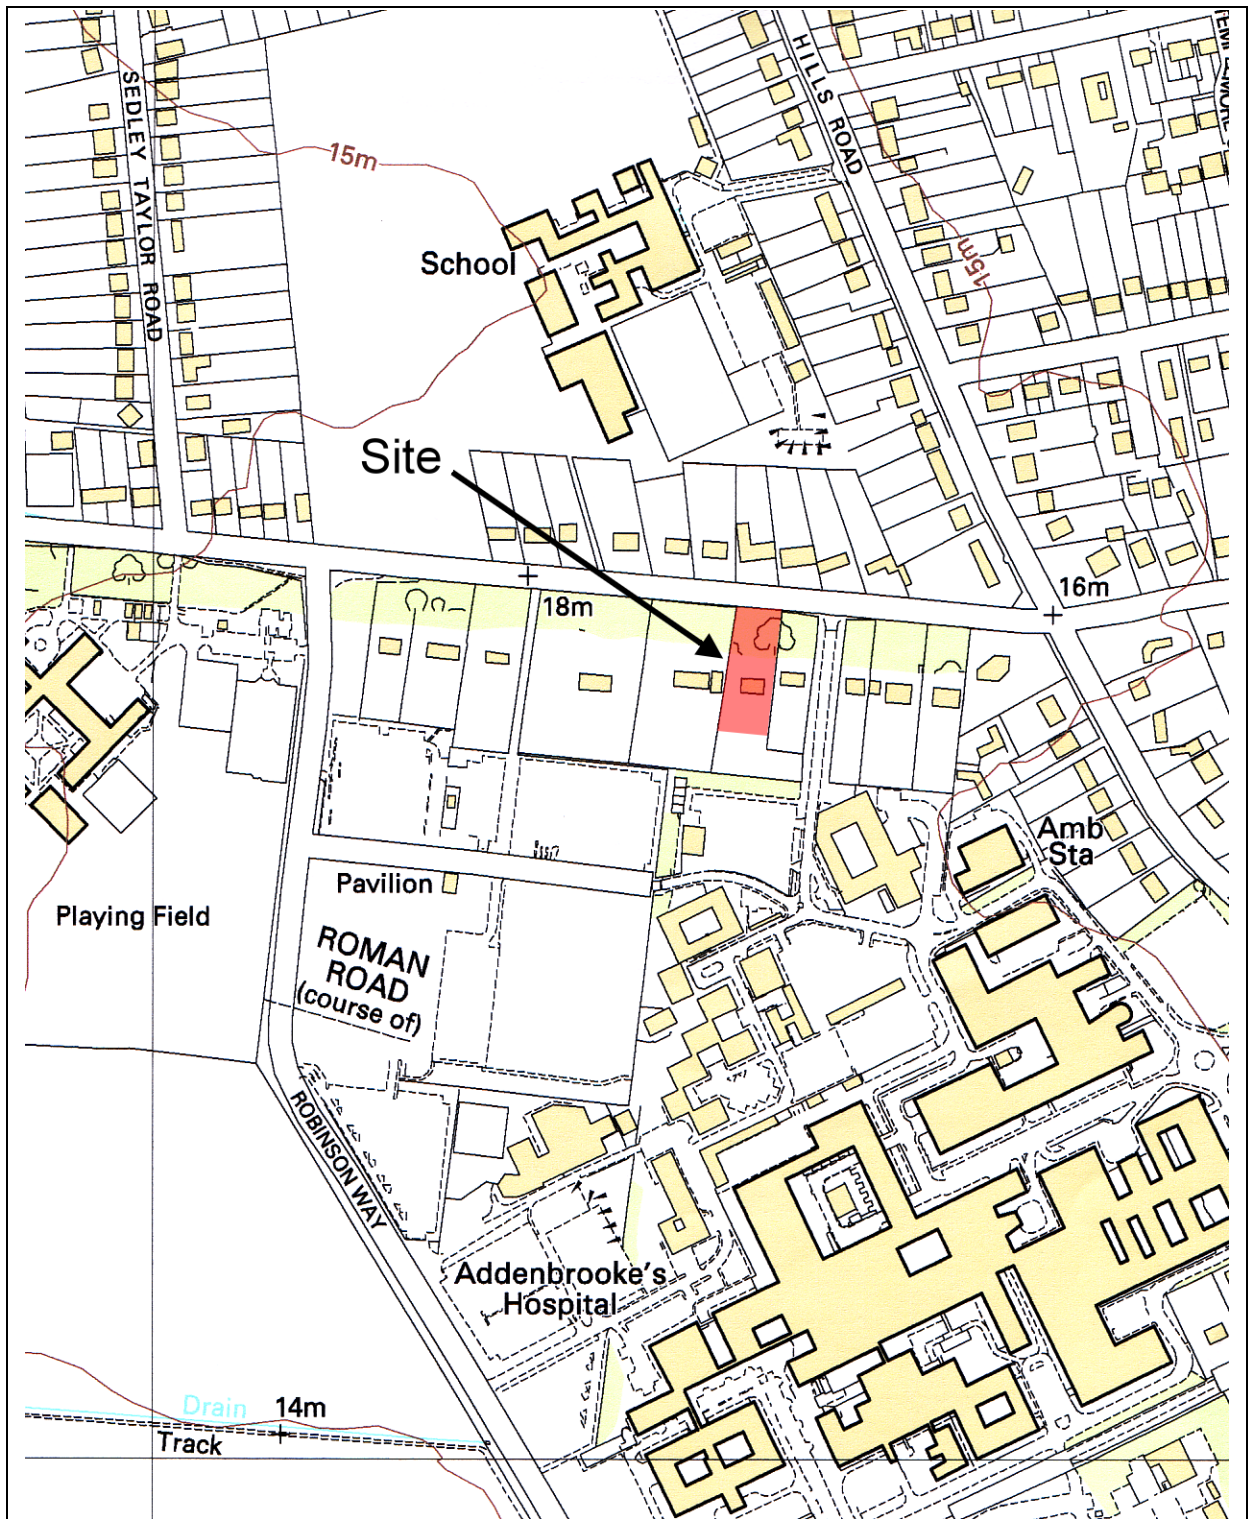 SEDLEY TAYLOR ROAD
HILLS ROAD
15m
School
15m
Site
18m
16m
Amb
Sta
Pavilion
Playing Field
ROMAN
ROAD
(course of)
ROBINSON WAY
Addenbrooke's
Hospital
Drain
14m
Track